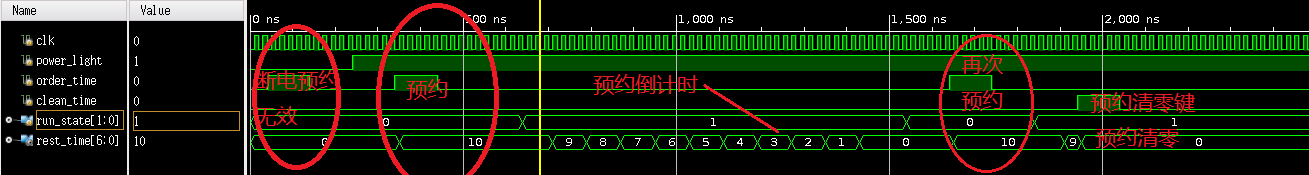 Name Value 0 ns 500 ns 1,000 ns 1,500 ns 2,000 ns
clk 0
power_light 1
order_time 0 断电预约 预约 预约倒计时 再次 预约
clean_time 0 无效 预约清零键
run_state[1:0] 1 0 1 0 1
rest_time[6:0] 10 0 10 9 8 7 6 5 4 3 2 1 0 10 9 预约清零 0